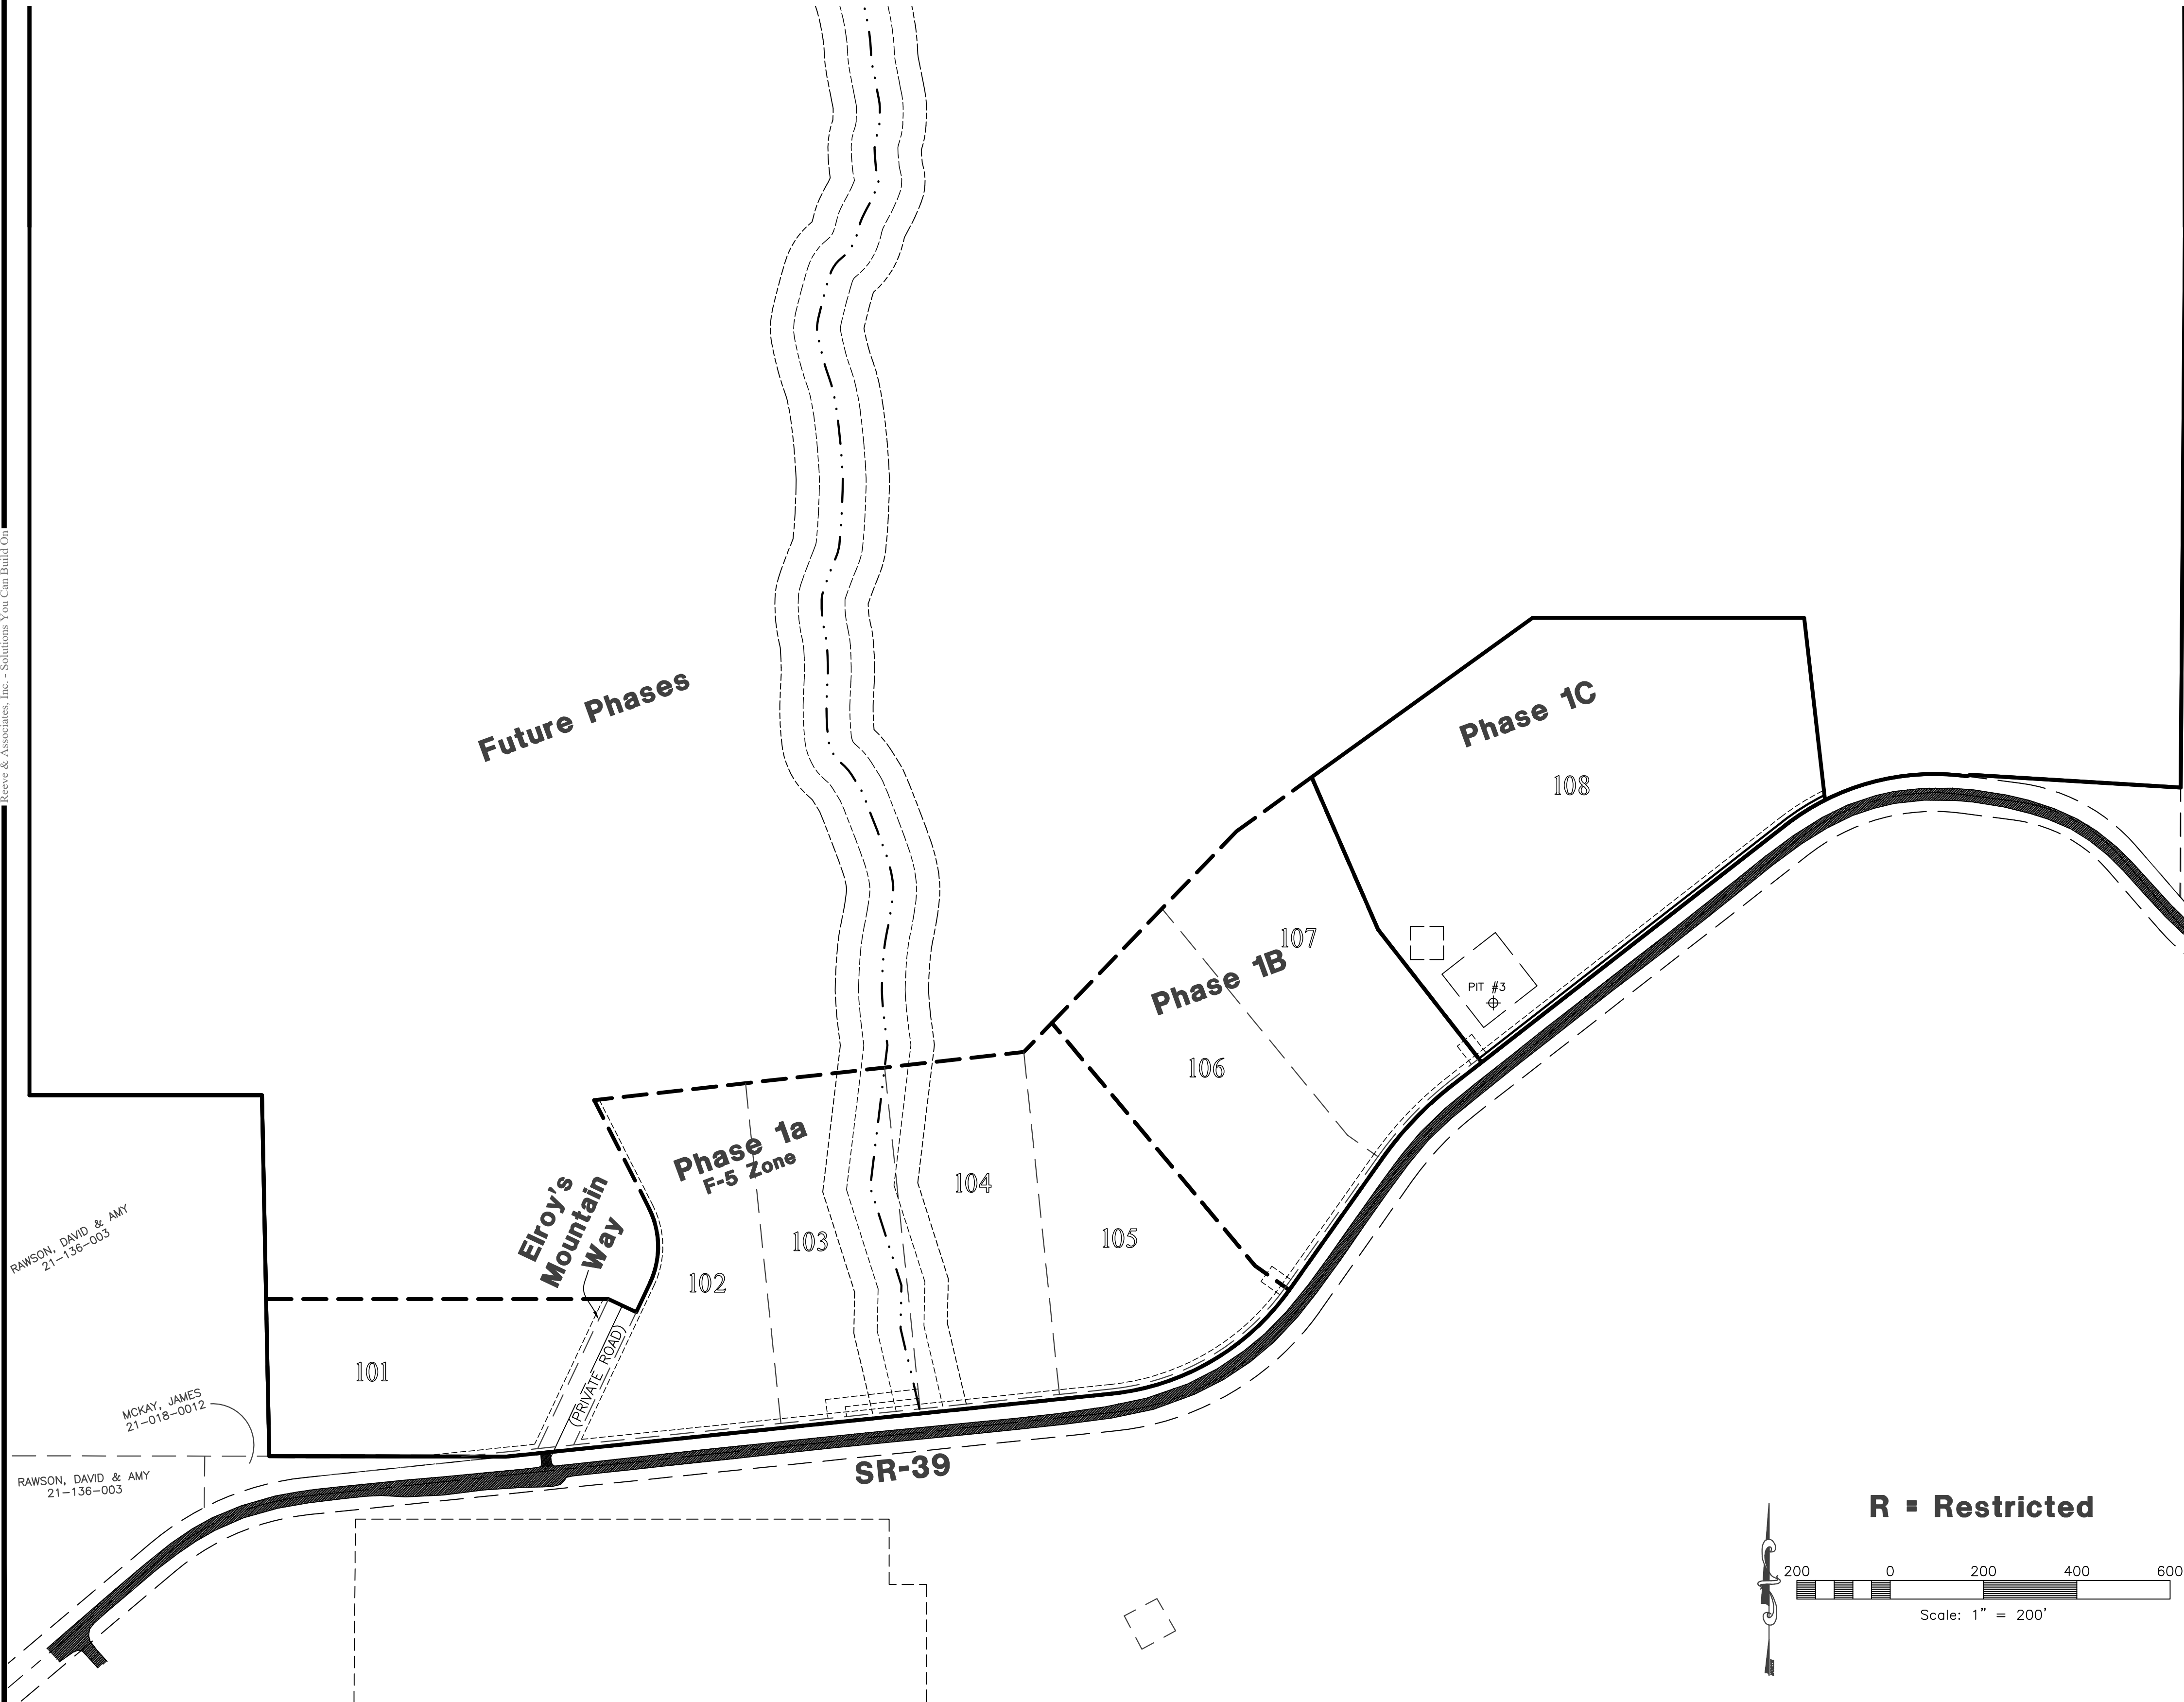 Reeve & Associates, Inc. - Solutions You Can Build On
Future Phases
Phase 1C
108
107
Phase 1B
PIT #3
106
Phase 1a
F-5 Zone
104
Elroy's
Mountain
Way
103
105
102
RAWSON, DAVID & AMY
21-136-003
(PRIVATE ROAD)
101
MCKAY, JAMES
21-018-0012
RAWSON, DAVID & AMY
21-136-003
SR-39
R = Restricted
200 0 200 400 600
Scale: 1" = 200'